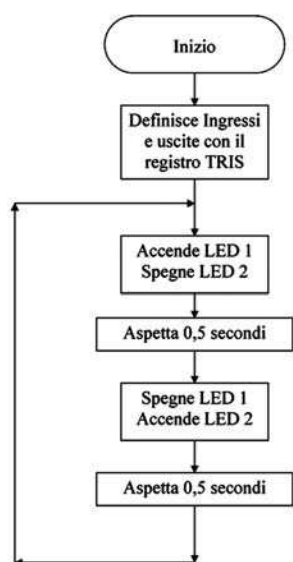 Inizio
Definisce Ingressi
e uscite con il
registro TRIS
Accende LED 1
Spegne LED 2
Aspetta 0,5 secondi
Spegne LED 1
Accende LED 2
Aspetta 0,5 secondi